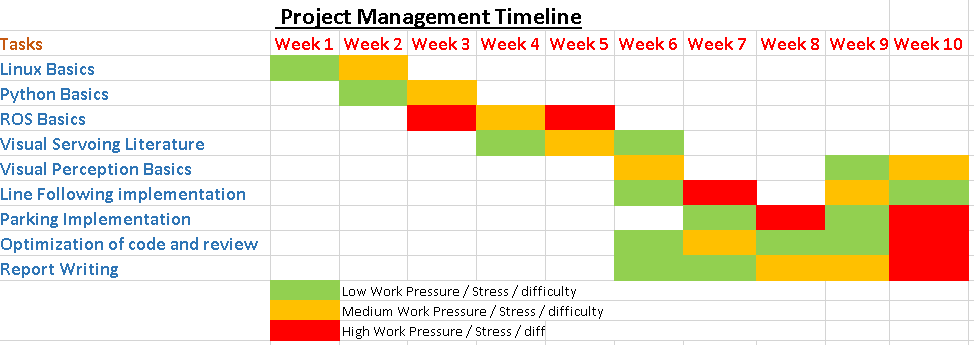 Project Management Timeline
Tasks Week 1 Week 2 Week 3 Week 4 Week 5 Week 6 Week 7 Week 8 Week 9 Week 10
Linux Basics
Python Basics
ROS Basics
Visual Servoing Literature
Visual Perception Basics
Line Following implementation
Parking Implementation
Optimization of code and review
Report Writing
Low Work Pressure / Stress / difficulty
Medium Work Pressure / Stress / difficulty
High Work Pressure / Stress / diff